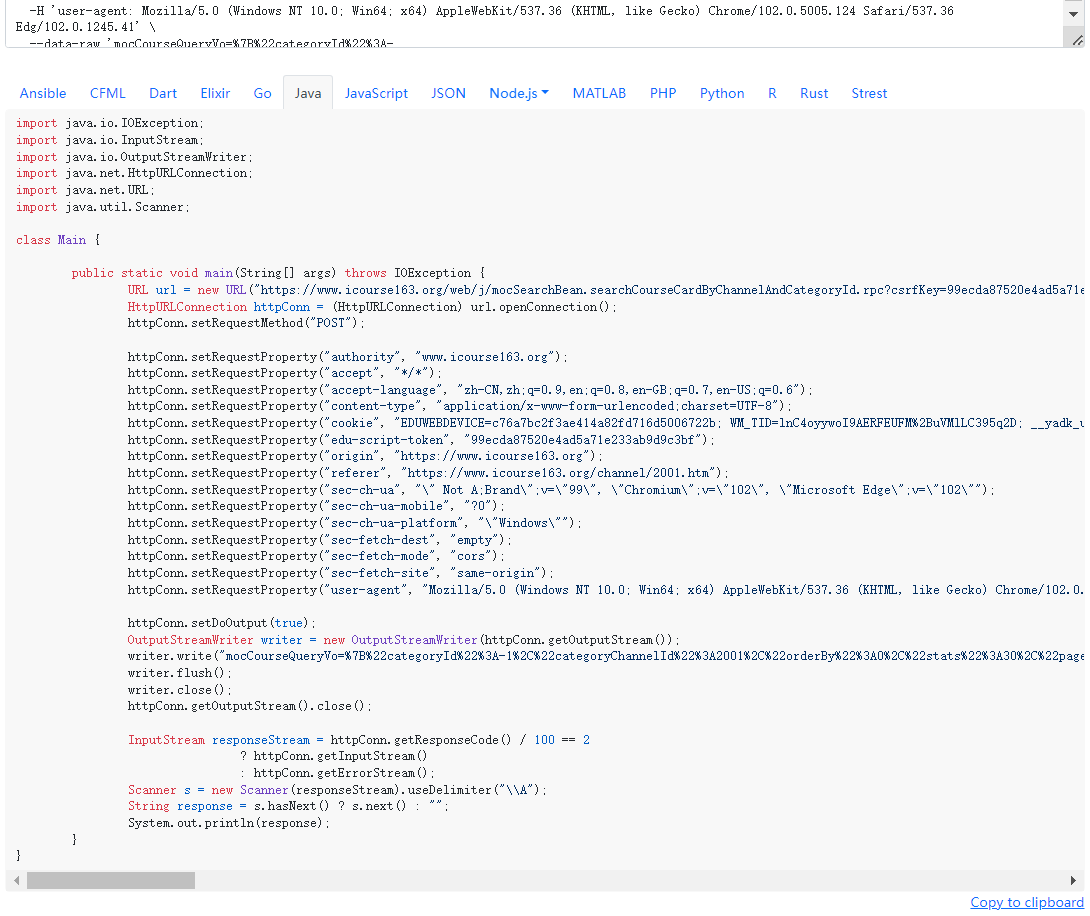 -H 'user-agent: Mozilla/5.0 (Windows NT 10.0; Win64; x64) AppleWebKit/537.36 (KHTML, like Gecko) Chrome/102.0.5005.124 Safari/537.36
Edg/102.0.1245.41' \
--data-raw 'mocCourseQueryVo=%7B%22categoryId%22%3A-
Ansible CFML Dart Elixir Go Java JavaScript JSON Node.js MATLAB PHP Python R Rust Strest
import java.io.IOException;
import java.io.InputStream;
import java.io.OutputStreamWriter;
import java.net.HttpURLConnection;
import java.net.URL;
import java.util.Scanner;
class Main {
public static void main(String[] args) throws IOException {
URL url = new URL("https://www.icourse163.org/web/j/mocSearchBean.searchCourseCardByChannelAndCategoryId.rpc?csrfKey=99ecda87520e4ad5a71e
HttpURLConnection httpConn = (HttpURLConnection) url.openConnection();
httpConn.setRequestMethod("POST");
httpConn.setRequestProperty("authority", "www.icourse163.org");
httpConn.setRequestProperty("accept", "*/*");
httpConn.setRequestProperty("accept-language", "zh-CN,zh;q=0.9,en;q=0.8,en-GB;q=0.7,en-US;q=0.6");
httpConn.setRequestProperty("content-type", "application/x-www-form-urlencoded;charset=UTF-8");
httpConn.setRequestProperty("cookie", "EDUWEBDEVICE=c76a7bc2f3ae414a82fd716d5006722b; WM_TID=lnC4oyywoI9AERFEUFM%2BuVMlLC395q2D; __yadk_u
httpConn.setRequestProperty("edu-script-token", "99ecda87520e4ad5a71e233ab9d9c3bf");
httpConn.setRequestProperty("origin", "https://www.icourse163.org");
httpConn.setRequestProperty("referer", "https://www.icourse163.org/channel/2001.htm");
httpConn.setRequestProperty("sec-ch-ua", "\" Not A;Brand\";v=\"99\", \"Chromium\";v=\"102\", \"Microsoft Edge\";v=\"102\"");
httpConn.setRequestProperty("sec-ch-ua-mobile", "?0");
httpConn.setRequestProperty("sec-ch-ua-platform", "\"Windows\"");
httpConn.setRequestProperty("sec-fetch-dest", "empty");
httpConn.setRequestProperty("sec-fetch-mode", "cors");
httpConn.setRequestProperty("sec-fetch-site", "same-origin");
httpConn.setRequestProperty("user-agent", "Mozilla/5.0 (Windows NT 10.0; Win64; x64) AppleWebKit/537.36 (KHTML, like Gecko) Chrome/102.0.
httpConn.setDoOutput(true);
OutputStreamWriter writer = new OutputStreamWriter(httpConn.getOutputStream());
writer.write("mocCourseQueryVo=%7B%22categoryId%22%3A-1%2C%22categoryChannelId%22%3A2001%2C%22orderBy%22%3A0%2C%22stats%22%3A30%2C%22page
writer.flush();
writer.close();
httpConn.getOutputStream().close();
InputStream responseStream = httpConn.getResponseCode() / 100 == 2
? httpConn.getInputStream()
: httpConn.getErrorStream();
Scanner s = new Scanner(responseStream).useDelimiter("\\A");
String response = s.hasNext() ? s.next() : "";
System.out.println(response);
}
}
Copy to clipboard